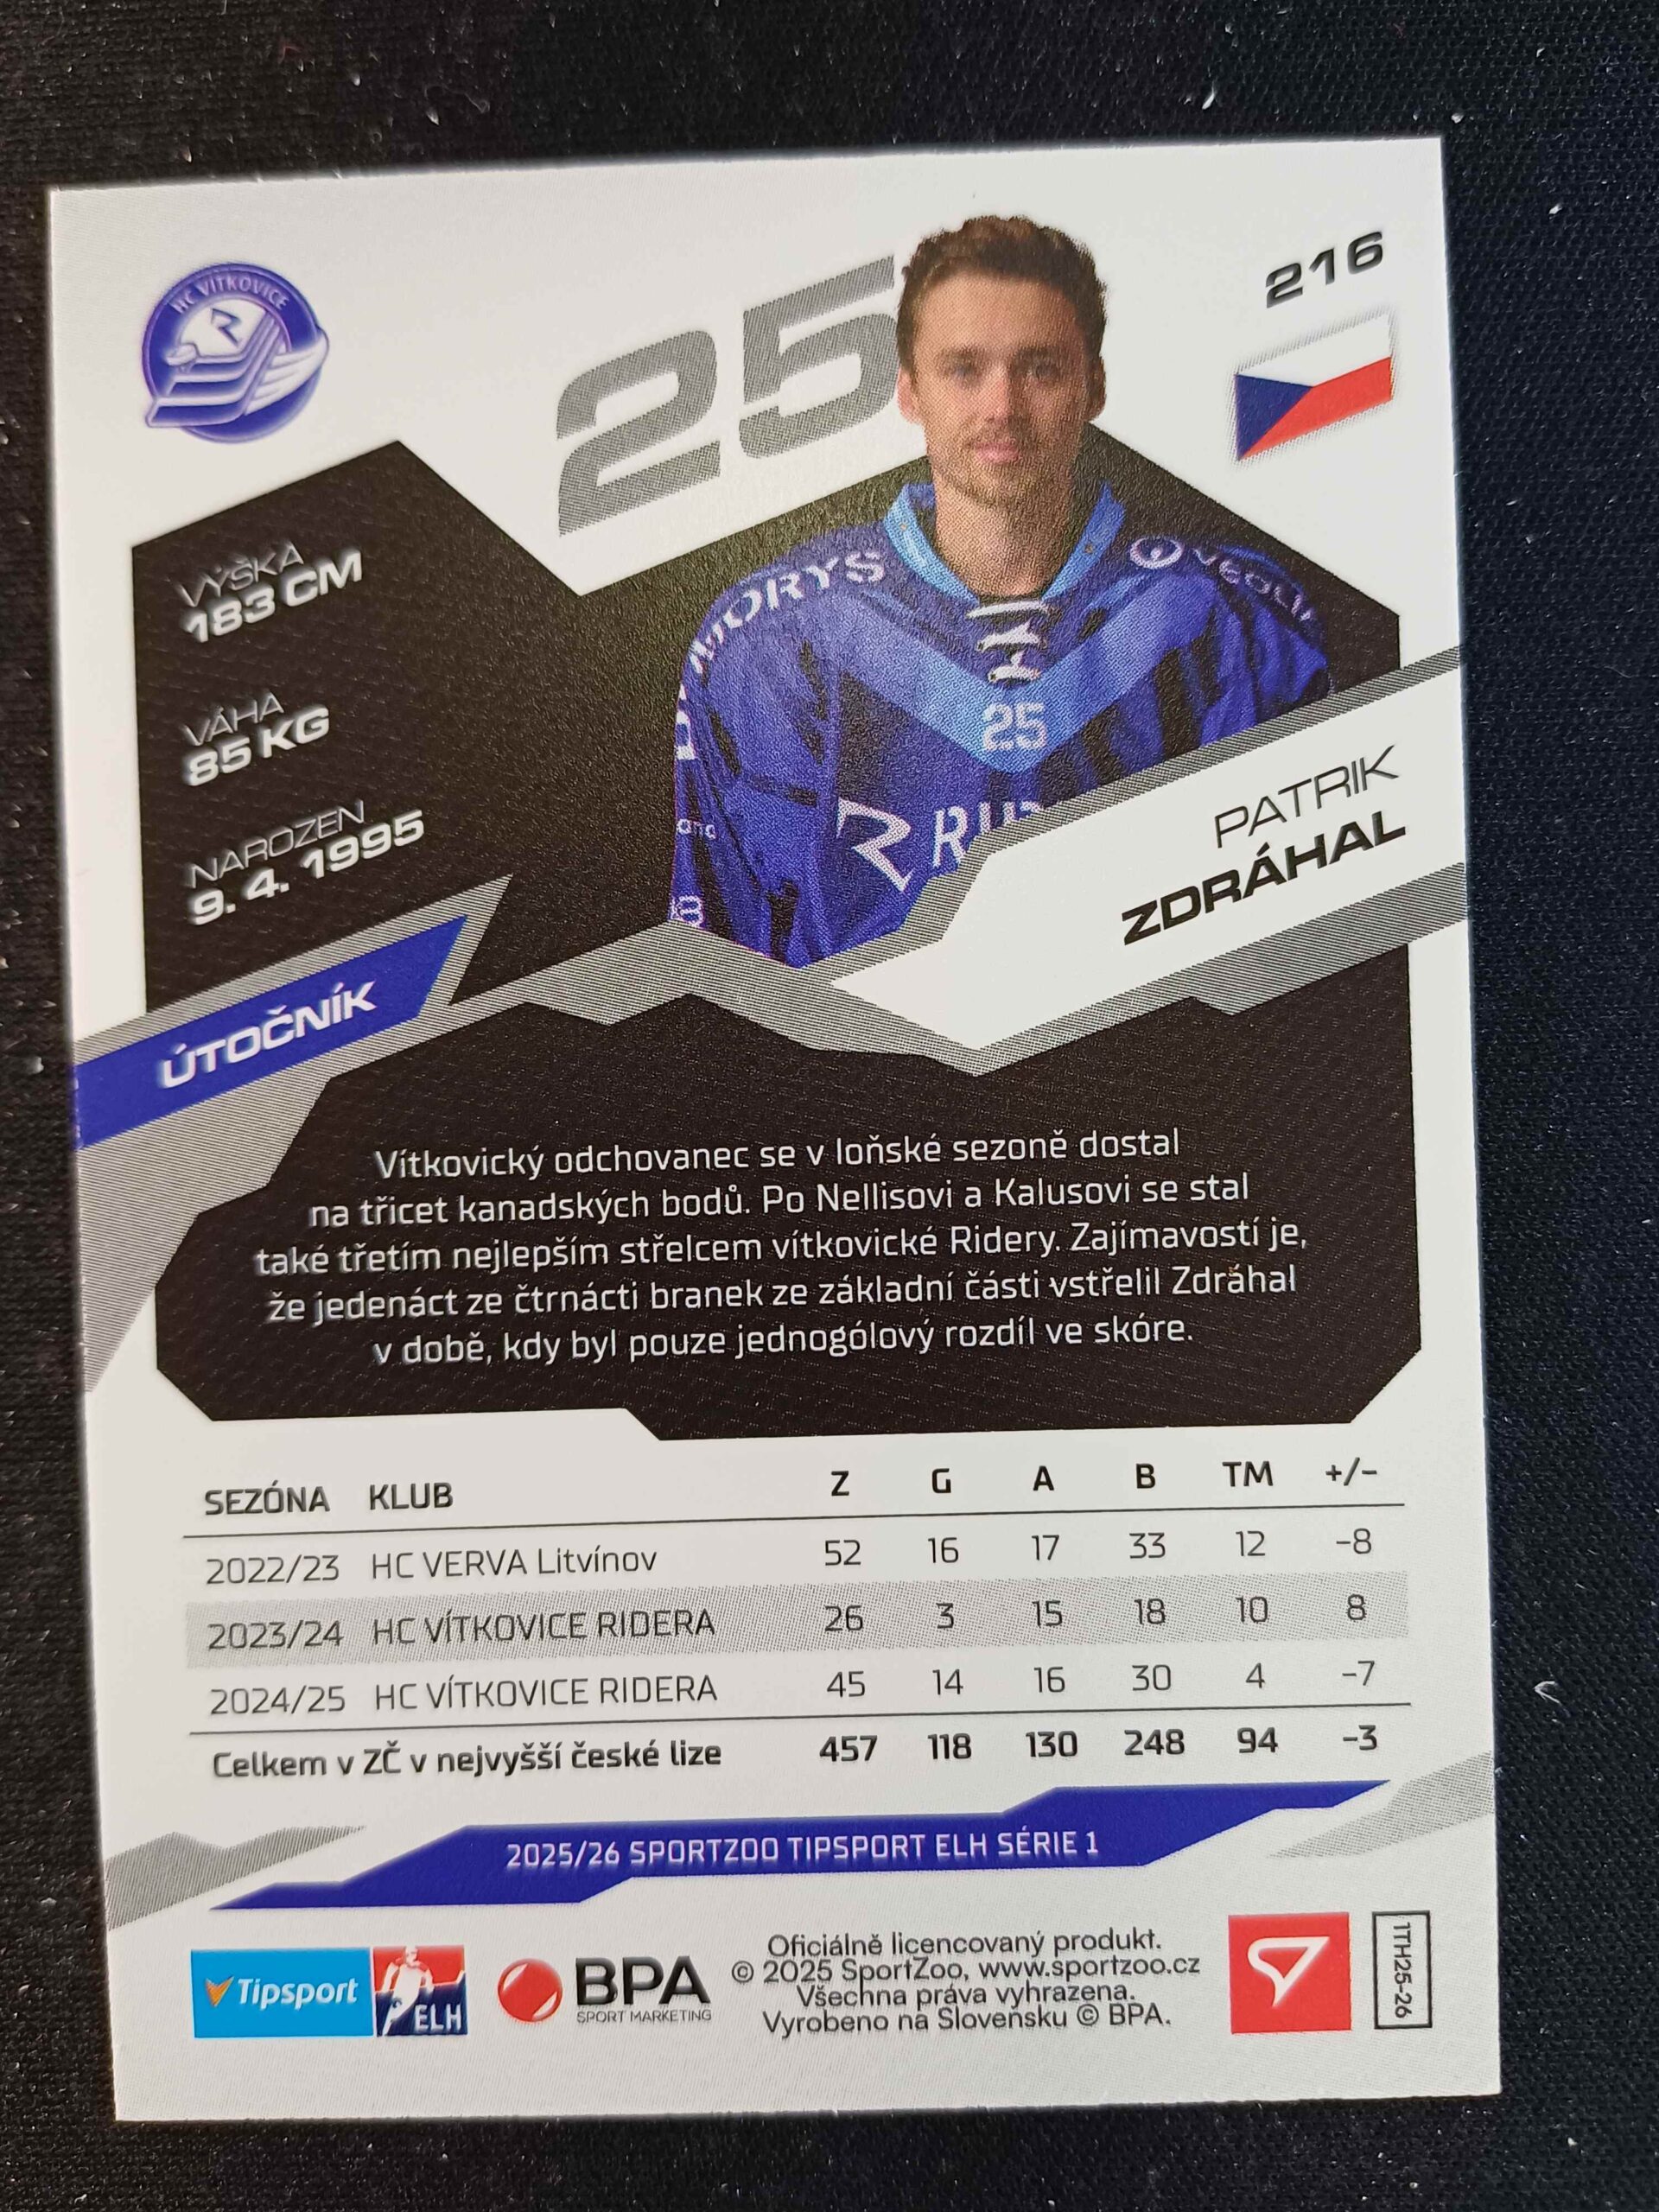 HC VÍTKOVICE
25
216
VÝŠKA
183 CM
VÁHA
85 KG
NAROZEN
9. 4. 1995
MORYS
25
PATRIK
ZDRÁHAL
ÚTOČNÍK
Vítkovický odchovanec se v loňské sezoně dostal
na třicet kanadských bodů. Po Nellisovi a Kalusovi se stal
také třetím nejlepším střelcem vítkovické Ridery. Zajímavostí je,
že jedenáct ze čtrnácti branek ze základní části vstřelil Zdráhal
v době, kdy byl pouze jednogólový rozdíl ve skóre.
SEZÓNA KLUB Z G A B TM +/-
2022/23 HC VERVA Litvínov 52 16 17 33 12 -8
2023/24 HC VÍTKOVICE RIDERA 26 3 15 18 10 8
2024/25 HC VÍTKOVICE RIDERA 45 14 16 30 4 -7
Celkem v ZČ v nejvyšší české lize 457 118 130 248 94 -3
2025/26 SPORTZOO TIPSPORT ELH SÉRIE 1
Tipsport ELH
BPA
SPORT MARKETING
Oficiálně licencovaný produkt.
© 2025 SportZoo, www.sportzoo.cz
Všechna práva vyhrazena.
Vyrobeno na Slovensku © BPA.
1TH25-26